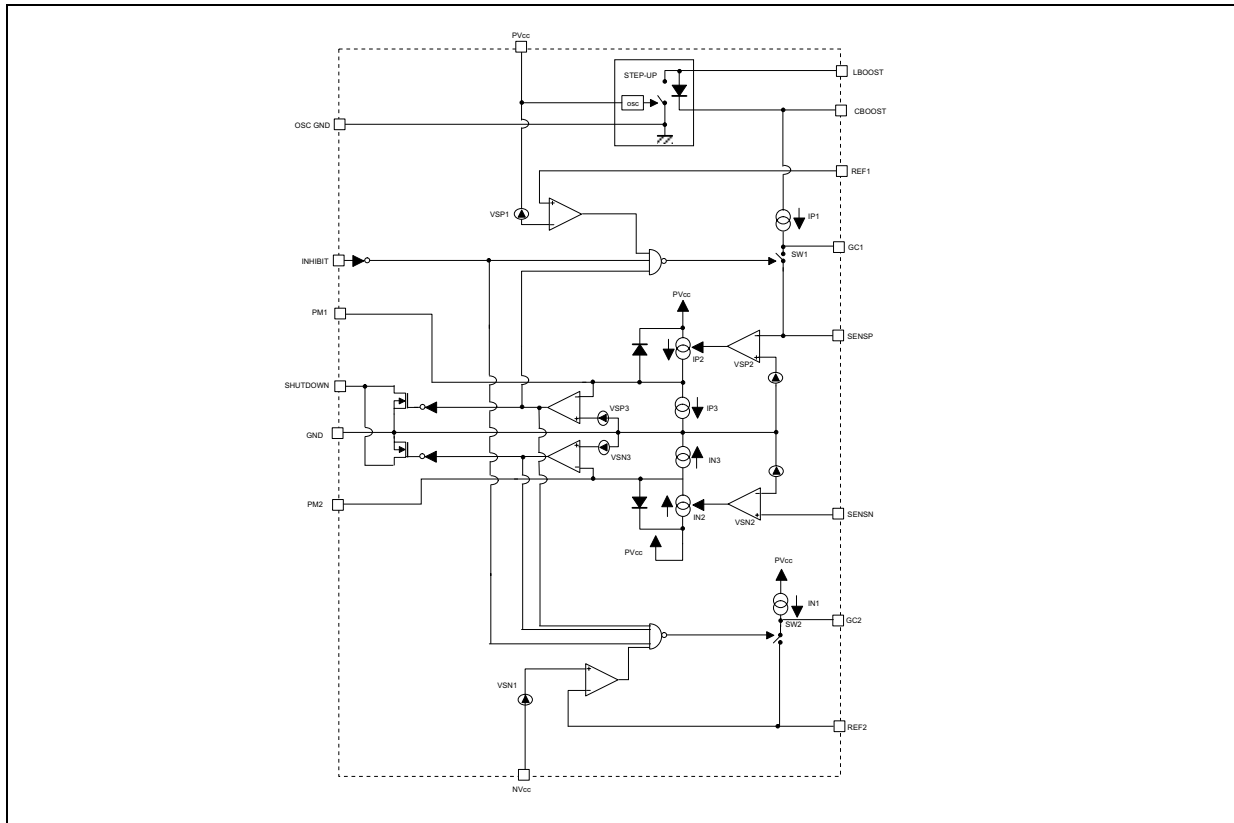 PVcc
STEP-UP
LBOOST
OSC
CBOOST
OSC GND
REF1
VSP1
+
−
IP1
GC1
SW1
INHIBIT
PVcc
PM1
SENSP
−
+
IP2
VSP2
SHUTDOWN
−
+
VSP3
IP3
GND
+
−
VSN3
IN3
PM2
−
+
IN2
VSN2
SENSN
PVcc
PVcc
IN1
GC2
SW2
+
−
VSN1
REF2
NVcc